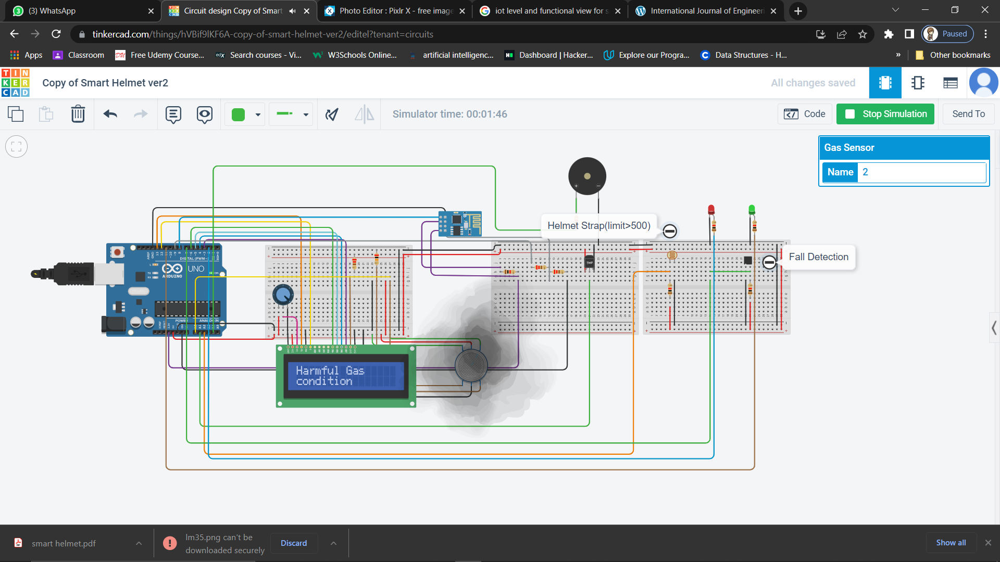 (3) WhatsApp
Circuit design Copy of Smart
Photo Editor : Pixlr X - free image
iot level and functional view for s
International Journal of Engineeri
tinkercad.com/things/hVBif9lKF6A-copy-of-smart-helmet-ver2/editel?tenant=circuits
Paused
Apps
Classroom
Free Udemy Course...
Search courses - Vi...
W3Schools Online...
artificial intelligenc...
Dashboard | Hacker...
Explore our Progra...
Data Structures - H...
»
Other bookmarks
TINKERCAD
Copy of Smart Helmet ver2
All changes saved
Simulator time: 00:01:46
Code
Stop Simulation
Send To
Gas Sensor
Name 2
Helmet Strap(limit>500)
Fall Detection
DIGITAL (PWM~)
UNO
ARDUINO
TX
RX
ON
POWER
ANALOG IN
TMP
Harmful Gas
condition
smart helmet.pdf
lm35.png can't be
downloaded securely
Discard
Show all